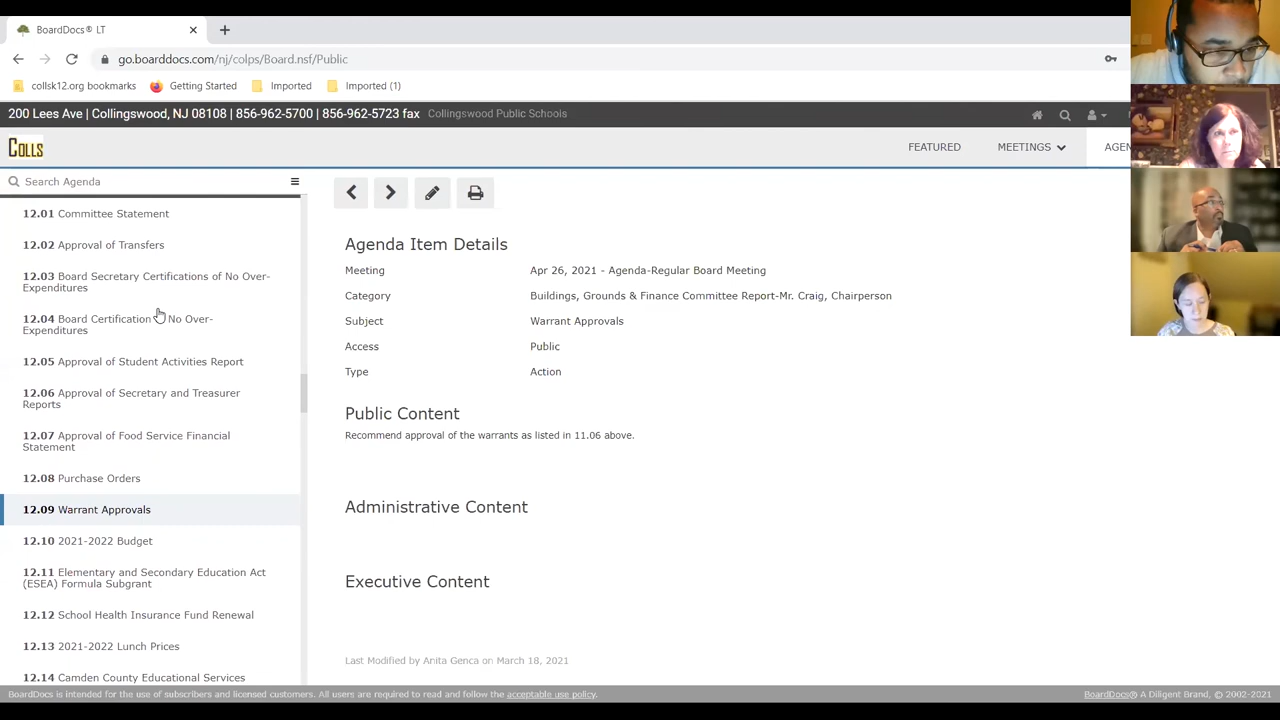 BoardDocs® LT
go.boarddocs.com/nj/colps/Board.nsf/Public
collsk12.org bookmarks
Getting Started
Imported
Imported (1)
200 Lees Ave | Collingswood, NJ 08108 | 856-962-5700 | 856-962-5723 fax
Collingswood Public Schools
COLLS
FEATURED
MEETINGS
AGEN
Search Agenda
12.01 Committee Statement
12.02 Approval of Transfers
12.03 Board Secretary Certifications of No Over-
Expenditures
12.04 Board Certification No Over-
Expenditures
12.05 Approval of Student Activities Report
12.06 Approval of Secretary and Treasurer
Reports
12.07 Approval of Food Service Financial
Statement
12.08 Purchase Orders
12.09 Warrant Approvals
12.10 2021-2022 Budget
12.11 Elementary and Secondary Education Act
(ESEA) Formula Subgrant
12.12 School Health Insurance Fund Renewal
12.13 2021-2022 Lunch Prices
12.14 Camden County Educational Services
Agenda Item Details
Meeting Apr 26, 2021 - Agenda-Regular Board Meeting
Category Buildings, Grounds & Finance Committee Report-Mr. Craig, Chairperson
Subject Warrant Approvals
Access Public
Type Action
Public Content
Recommend approval of the warrants as listed in 11.06 above.
Administrative Content
Executive Content
Last Modified by Anita Genca on March 18, 2021
BoardDocs is intended for the use of subscribers and licensed customers. All users are required to read and follow the acceptable use policy.
BoardDocs® A Diligent Brand, © 2002-2021